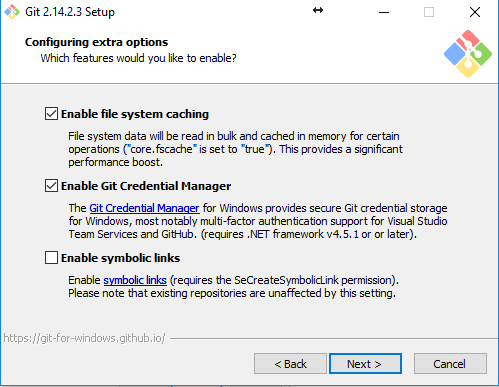 Git 2.14.2.3 Setup
Configuring extra options
Which features would you like to enable?
Enable file system caching
File system data will be read in bulk and cached in memory for certain
operations ("core.fscache" is set to "true"). This provides a significant
performance boost.
Enable Git Credential Manager
The Git Credential Manager for Windows provides secure Git credential storage
for Windows, most notably multi-factor authentication support for Visual Studio
Team Services and GitHub. (requires .NET framework v4.5.1 or or later).
Enable symbolic links
Enable symbolic links (requires the SeCreateSymbolicLink permission).
Please note that existing repositories are unaffected by this setting.
https://git-for-windows.github.io/
< Back
Next >
Cancel